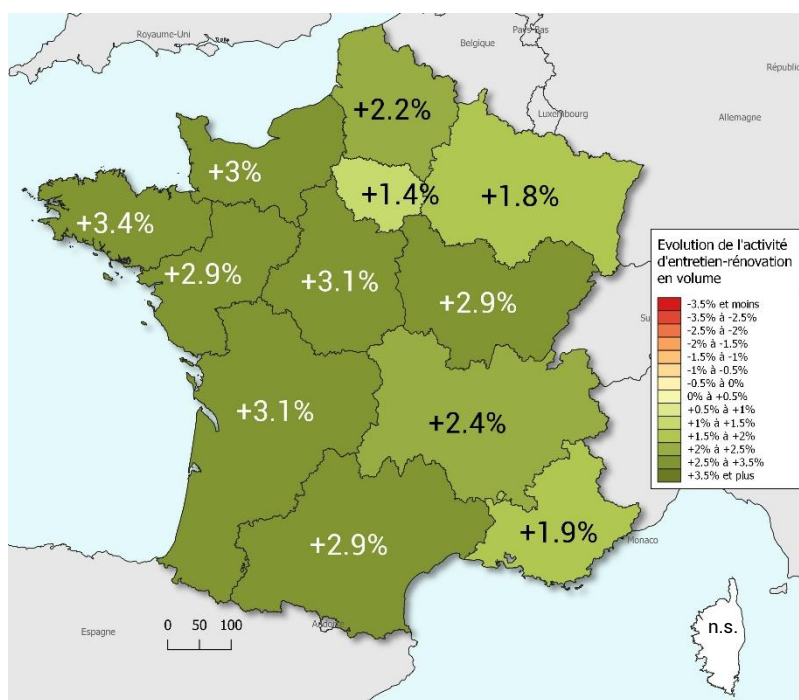 Royaume-Uni
Belgique
Pays-Bas
Républiq
Luxembourg
Allemagne
+2.2%
+3%
+1.4%
+1.8%
+3.4%
+2.9%
+3.1%
+2.9%
Evolution de l'activité
d'entretien-rénovation
en volume
-3.5% et moins
-3.5% à -2.5%
-2.5% à -2%
-2% à -1.5%
-1.5% à -1%
-1% à -0.5%
-0.5% à 0%
0% à +0.5%
+0.5% à +1%
+1% à +1.5%
+1.5% à +2%
+2% à +2.5%
+2.5% à +3.5%
+3.5% et plus
Su
+3.1%
+2.4%
+2.9%
+1.9%
Monaco
n.s.
Espagne
0 50 100